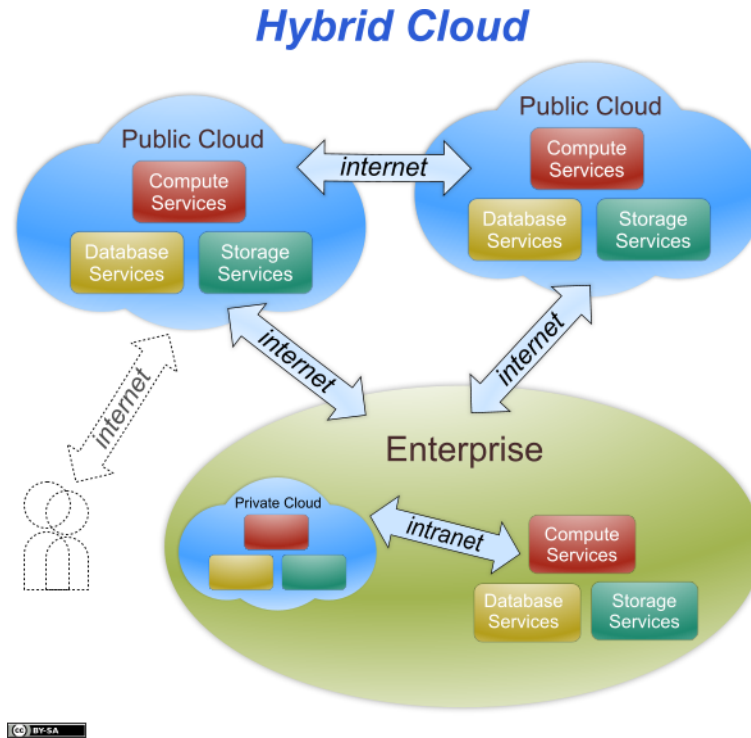 Hybrid Cloud
Public Cloud
Compute
Services
Database
Services
Storage
Services
internet
Public Cloud
Compute
Services
Database
Services
Storage
Services
internet
internet
internet
Enterprise
Private Cloud
intranet
Compute
Services
Database
Services
Storage
Services
cc BY-SA